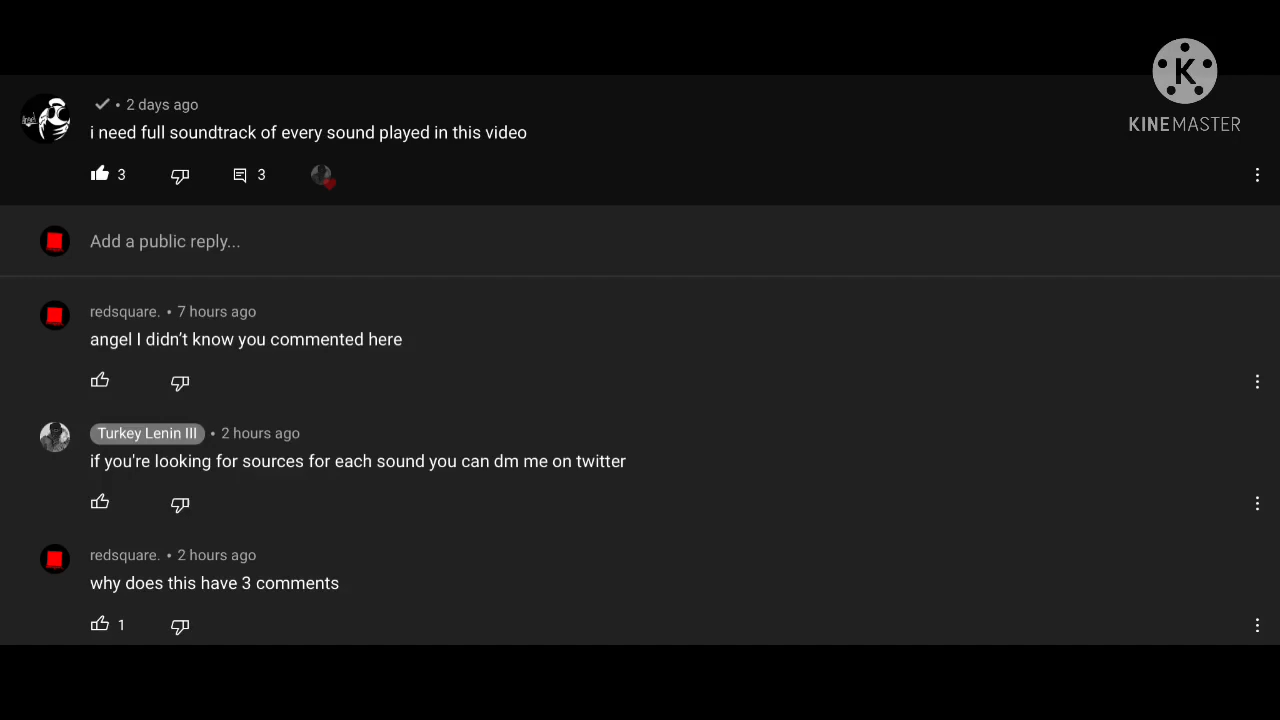 ✓ • 2 days ago
i need full soundtrack of every sound played in this video
3 3
Add a public reply...
redsquare. • 7 hours ago
angel I didn't know you commented here
Turkey Lenin III • 2 hours ago
if you're looking for sources for each sound you can dm me on twitter
redsquare. • 2 hours ago
why does this have 3 comments
1
K
KINEMASTER